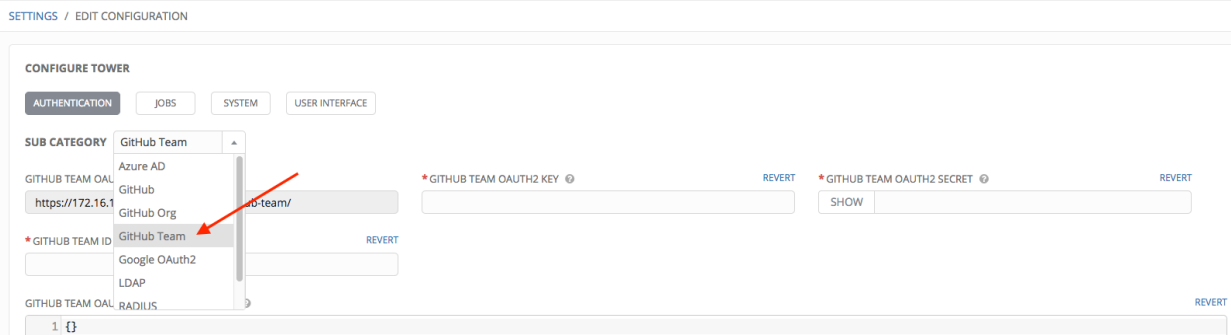 SETTINGS / EDIT CONFIGURATION
CONFIGURE TOWER
AUTHENTICATION JOBS SYSTEM USER INTERFACE
SUB CATEGORY GitHub Team
Azure AD
GitHub
GitHub Org
GitHub Team
Google OAuth2
LDAP
RADIUS
GITHUB TEAM OAU
https://172.16.1 ub-team/
* GITHUB TEAM OAUTH2 KEY REVERT
* GITHUB TEAM OAUTH2 SECRET REVERT
SHOW
* GITHUB TEAM ID REVERT
GITHUB TEAM OAU REVERT
1 {}